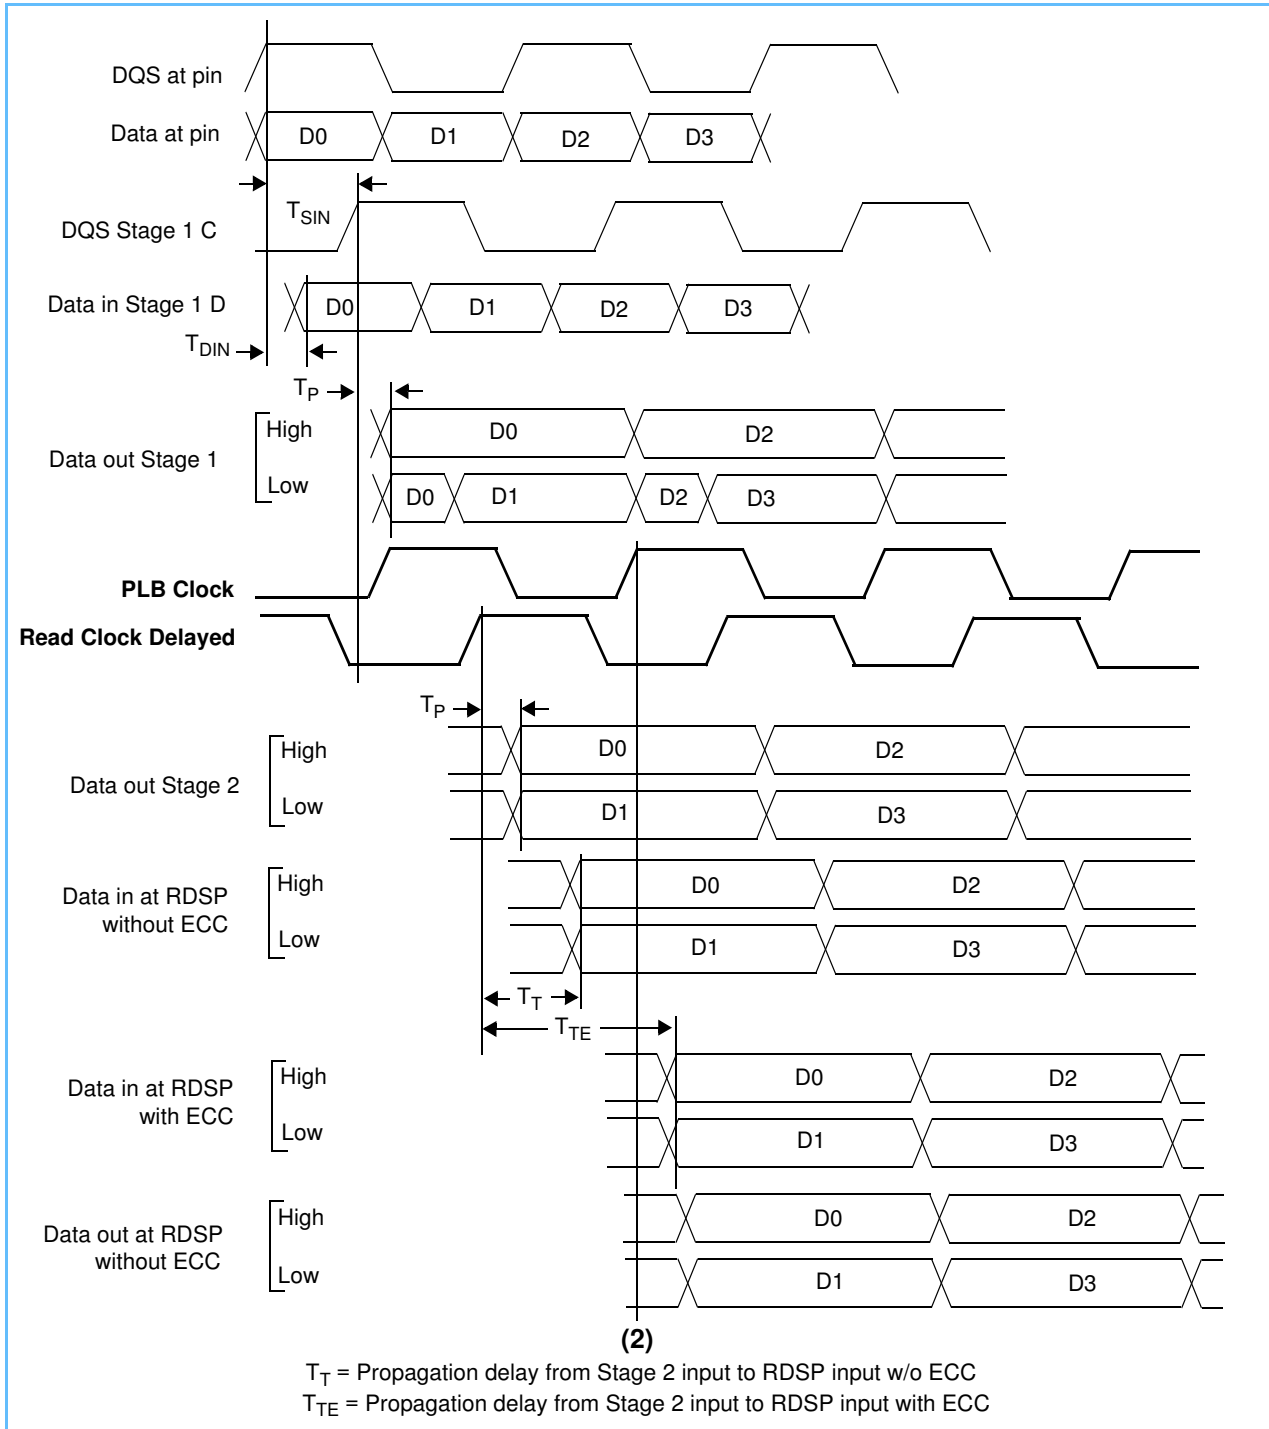 DQS at pin
Data at pin
D0 D1 D2 D3
TSIN
DQS Stage 1 C
Data in Stage 1 D
D0 D1 D2 D3
TDIN
TP
Data out Stage 1
High
D0 D2
Low
D0 D1 D2 D3
PLB Clock
Read Clock Delayed
TP
Data out Stage 2
High
D0 D2
Low
D1 D3
Data in at RDSP
without ECC
High
D0 D2
Low
D1 D3
TT
TTE
Data in at RDSP
with ECC
High
D0 D2
Low
D1 D3
Data out at RDSP
without ECC
High
D0 D2
Low
D1 D3
(2)
TT = Propagation delay from Stage 2 input to RDSP input w/o ECC
TTE = Propagation delay from Stage 2 input to RDSP input with ECC